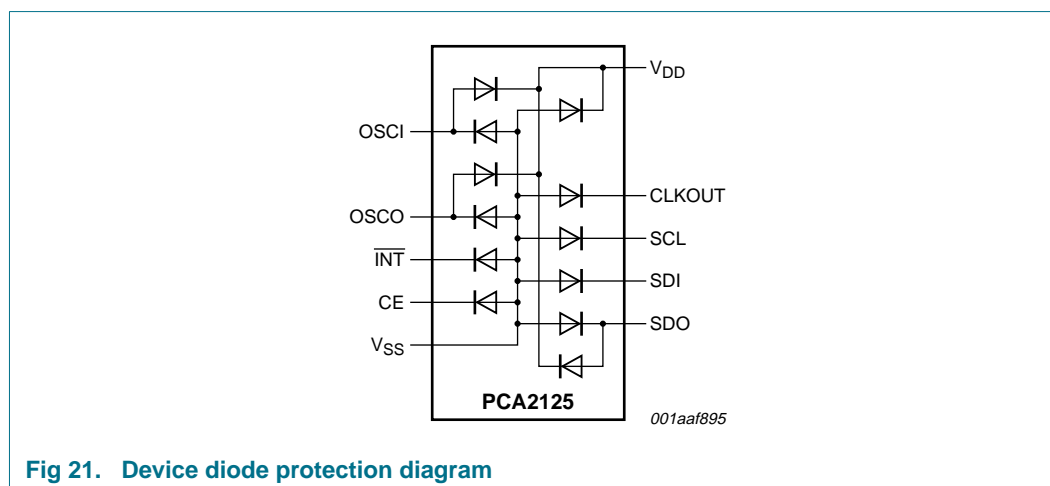 V_DD
OSCI
CLKOUT
OSCO
SCL
INT
SDI
CE
SDO
V_SS
PCA2125
001aaf895
Fig 21. Device diode protection diagram